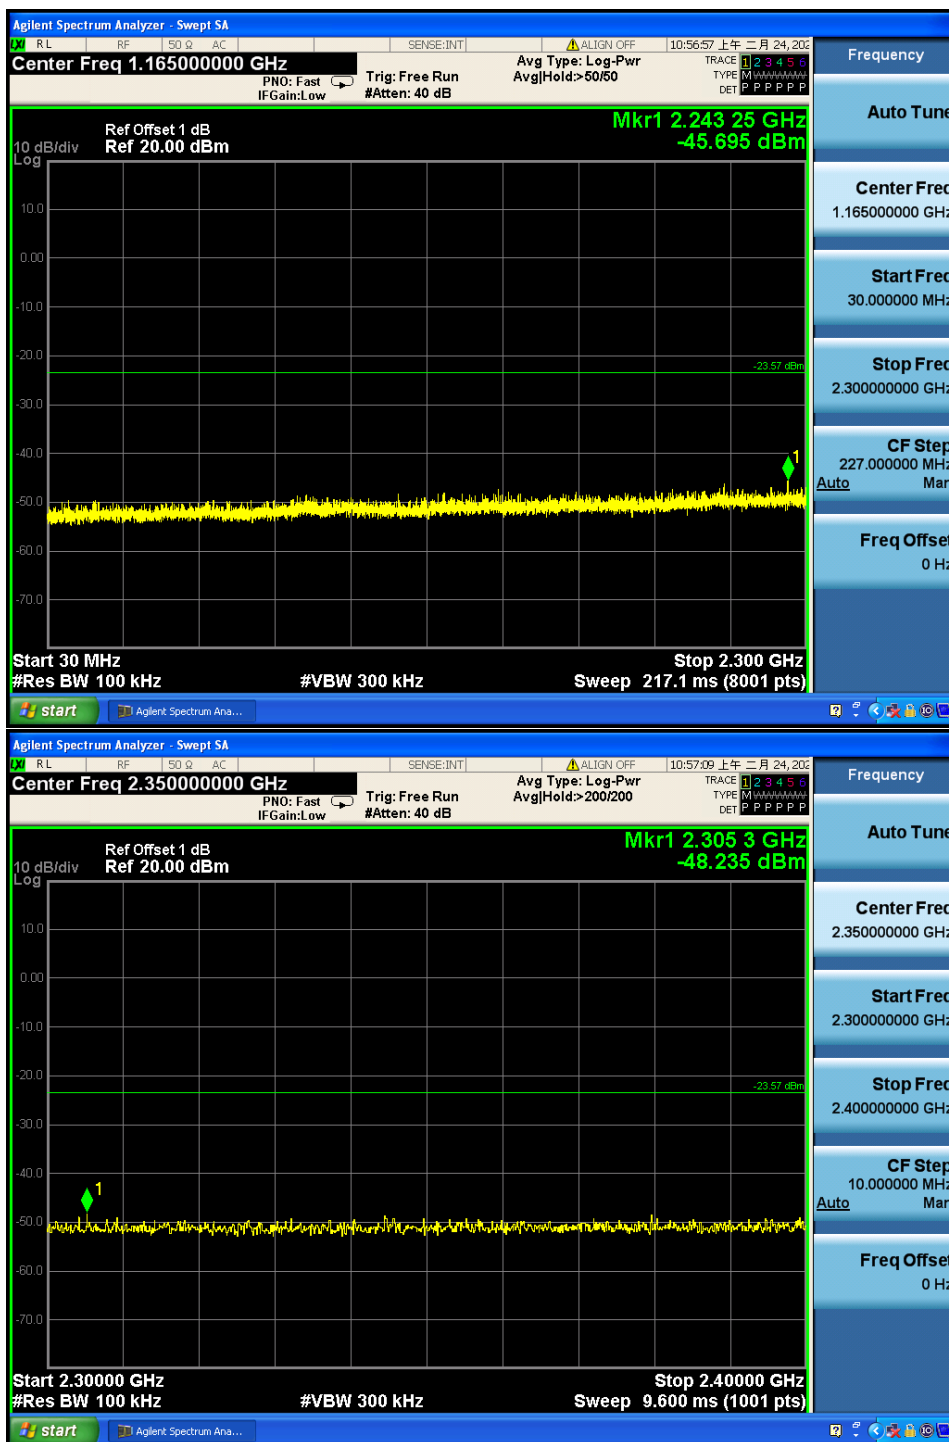 Agilent Spectrum Analyzer - Swept SA
LXI RL RF 50 Ω AC SENSE:INT ALIGN OFF 10:56:57 上午 二月 24, 202
Center Freq 1.165000000 GHz
PNO: Fast
IFGain:Low
Trig: Free Run
#Atten: 40 dB
Avg Type: Log-Pwr
Avg|Hold:>50/50
TRACE 1 2 3 4 5 6
TYPE M WWWWW
DET P P P P P P
Frequency
Mkr1 2.243 25 GHz
-45.695 dBm
Ref Offset 1 dB
10 dB/div Ref 20.00 dBm
Log
10.0
0.00
-10.0
-20.0
-23.57 dBm
-30.0
-40.0
1
-50.0
-60.0
-70.0
Start 30 MHz Stop 2.300 GHz
#Res BW 100 kHz #VBW 300 kHz Sweep 217.1 ms (8001 pts)
Auto Tune
Center Freq
1.165000000 GHz
Start Freq
30.000000 MHz
Stop Freq
2.300000000 GHz
CF Step
227.000000 MHz
Auto Man
Freq Offset
0 Hz
start Agilent Spectrum Ana...
Agilent Spectrum Analyzer - Swept SA
LXI RL RF 50 Ω AC SENSE:INT ALIGN OFF 10:57:09 上午 二月 24, 202
Center Freq 2.350000000 GHz
PNO: Fast
IFGain:Low
Trig: Free Run
#Atten: 40 dB
Avg Type: Log-Pwr
Avg|Hold:>200/200
TRACE 1 2 3 4 5 6
TYPE M WWWWW
DET P P P P P P
Frequency
Mkr1 2.305 3 GHz
-48.235 dBm
Ref Offset 1 dB
10 dB/div Ref 20.00 dBm
Log
10.0
0.00
-10.0
-20.0
-23.57 dBm
-30.0
-40.0
1
-50.0
-60.0
-70.0
Start 2.30000 GHz Stop 2.40000 GHz
#Res BW 100 kHz #VBW 300 kHz Sweep 9.600 ms (1001 pts)
Auto Tune
Center Freq
2.350000000 GHz
Start Freq
2.300000000 GHz
Stop Freq
2.400000000 GHz
CF Step
10.000000 MHz
Auto Man
Freq Offset
0 Hz
start Agilent Spectrum Ana...